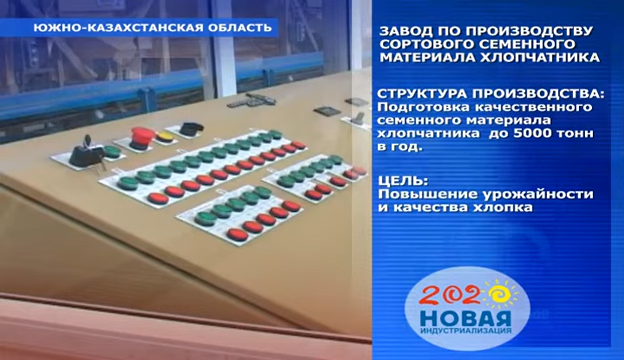 ЮЖНО-КАЗАХСТАНСКАЯ ОБЛАСТЬ
ЗАВОД ПО ПРОИЗВОДСТВУ
СОРТОВОГО СЕМЕННОГО
МАТЕРИАЛА ХЛОПЧАТНИКА
СТРУКТУРА ПРОИЗВОДСТВА:
Подготовка качественного
семенного материала
хлопчатника до 5000 тонн
в год.
ЦЕЛЬ:
Повышение урожайности
и качества хлопка
2020
НОВАЯ
ИНДУСТРИАЛИЗАЦИЯ